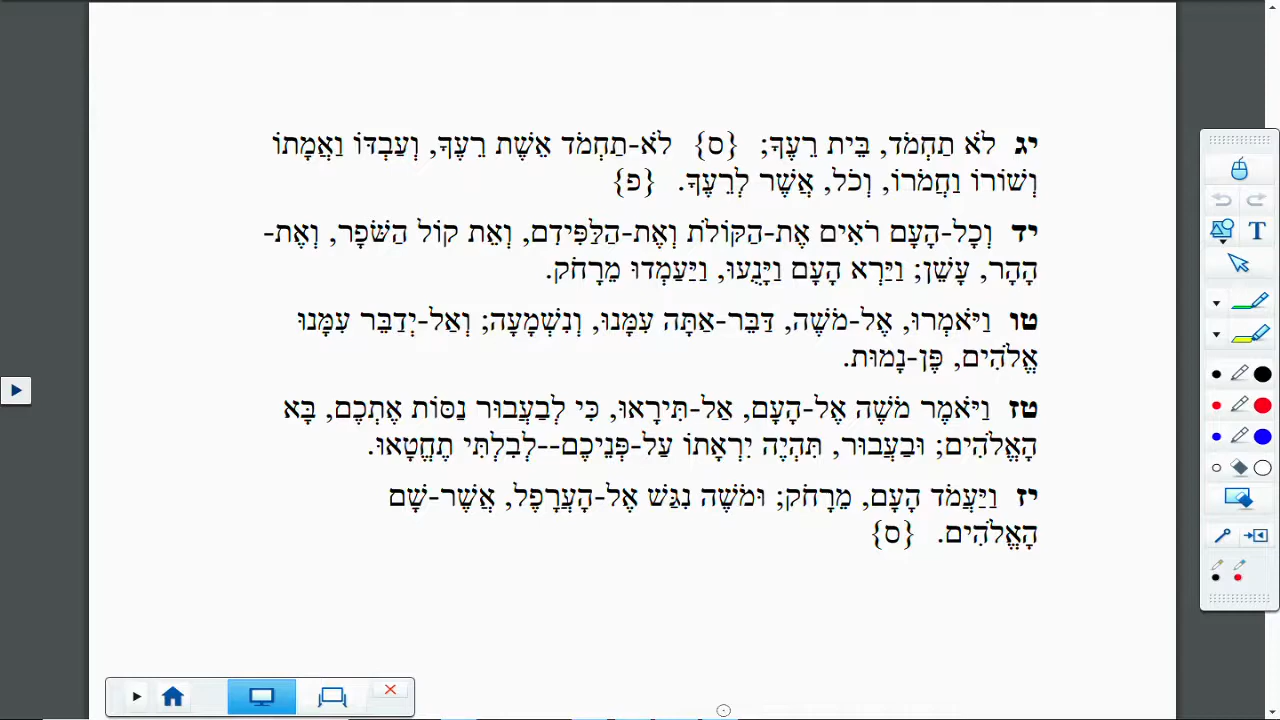 יג לֹא תַחְמֹד, בֵּית רֵעֶךָ; {ס} לֹא-תַחְמֹד אֵשֶׁת רֵעֶךָ, וְעַבְדּוֹ וַאֲמָתוֹ
וְשׁוֹרוֹ וַחֲמֹרוֹ, וְכֹל, אֲשֶׁר לְרֵעֶךָ. {פ}
יד וְכָל-הָעָם רֹאִים אֶת-הַקּוֹלֹת וְאֶת-הַלַּפִּידִם, וְאֵת קוֹל הַשֹּׁפָר, וְאֶת-
הָהָר, עָשֵׁן; וַיַּרְא הָעָם וַיָּנֻעוּ, וַיַּעַמְדוּ מֵרָחֹק.
טו וַיֹּאמְרוּ, אֶל-מֹשֶׁה, דַּבֵּר-אַתָּה עִמָּנוּ, וְנִשְׁמָעָה; וְאַל-יְדַבֵּר עִמָּנוּ
אֱלֹהִים, פֶּן-נָמוּת.
טז וַיֹּאמֶר מֹשֶׁה אֶל-הָעָם, אַל-תִּירָאוּ, כִּי לְבַעֲבוּר נַסּוֹת אֶתְכֶם, בָּא
הָאֱלֹהִים; וּבַעֲבוּר, תִּהְיֶה יִרְאָתוֹ עַל-פְּנֵיכֶם--לְבִלְתִּי תֶחֱטָאוּ.
יז וַיַּעֲמֹד הָעָם, מֵרָחֹק; וּמֹשֶׁה נִגַּשׁ אֶל-הָעֲרָפֶל, אֲשֶׁר-שָׁם
הָאֱלֹהִים. {ס}
T